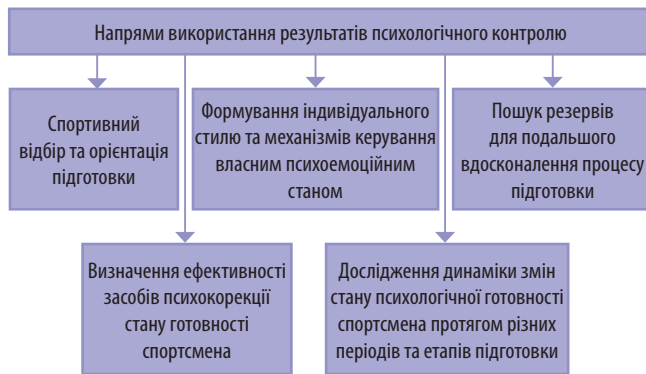 Напрями використання результатів психологічного контролю
Спортивний
відбір та орієнтація
підготовки
Формування індивідуального
стилю та механізмів керування
власним психоемоційним
станом
Пошук резервів
для подальшого
вдосконалення процесу
підготовки
Визначення ефективності
засобів психокорекції
стану готовності
спортсмена
Дослідження динаміки змін
стану психологічної готовності
спортсмена протягом різних
періодів та етапів підготовки